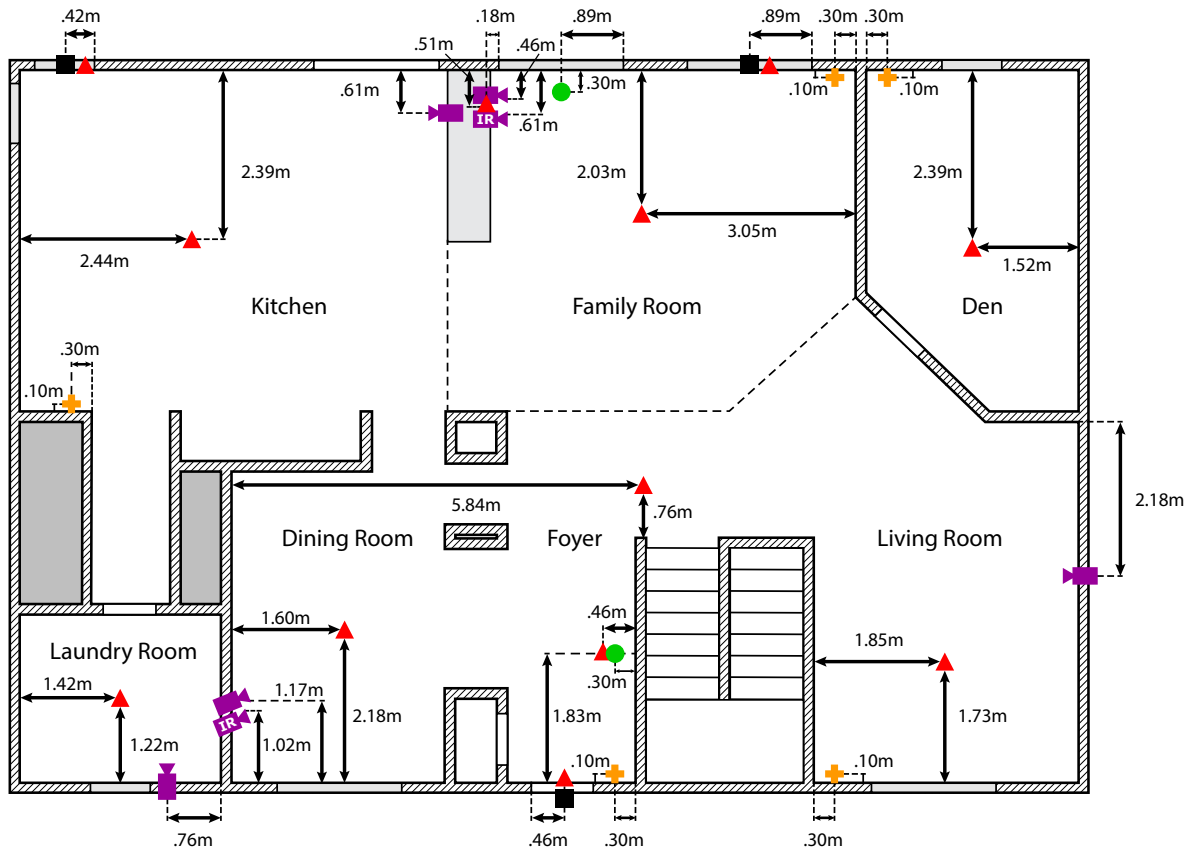 .42m
.18m
.89m
.89m
.30m .30m
.51m
.46m
.61m
.30m
.10m
.10m
IR
.61m
2.39m
2.03m
2.39m
2.44m
3.05m
1.52m
Kitchen
Family Room
Den
.30m
.10m
5.84m
.76m
2.18m
Dining Room
Foyer
Living Room
1.60m
.46m
Laundry Room
1.85m
1.42m
1.17m
.30m
IR
2.18m
1.83m
1.73m
1.22m
1.02m
.10m
.10m
.76m
.46m
.30m
.30m